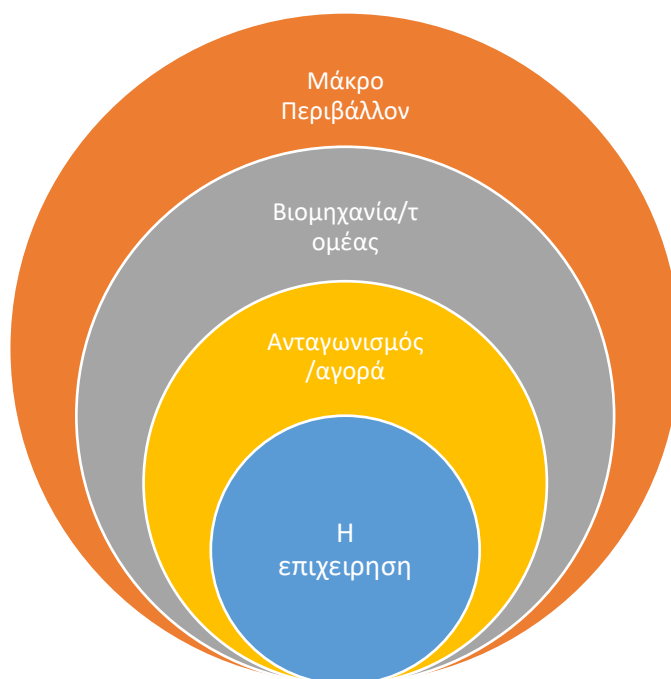 Μάκρο
Περιβάλλον
Βιομηχανία/τ
ομέας
Ανταγωνισμός
/αγορά
Η
επιχειρηση